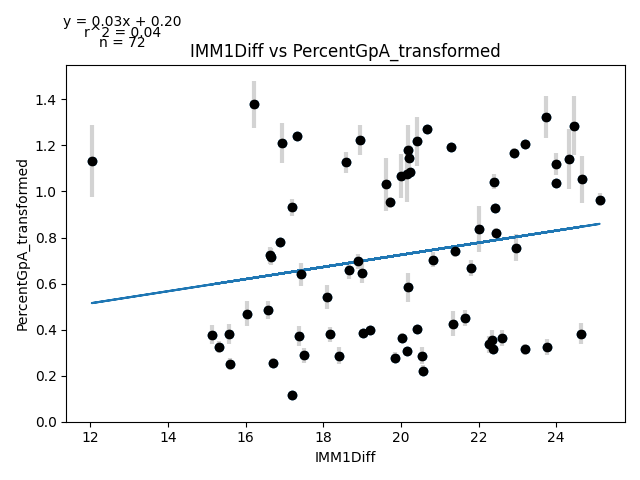 y = 0.03x + 0.20
r^2 = 0.04
n = 72
IMM1Diff vs PercentGpA_transformed
PercentGpA_transformed
1.4
1.2
1.0
0.8
0.6
0.4
0.2
0.0
12 14 16 18 20 22 24
IMM1Diff